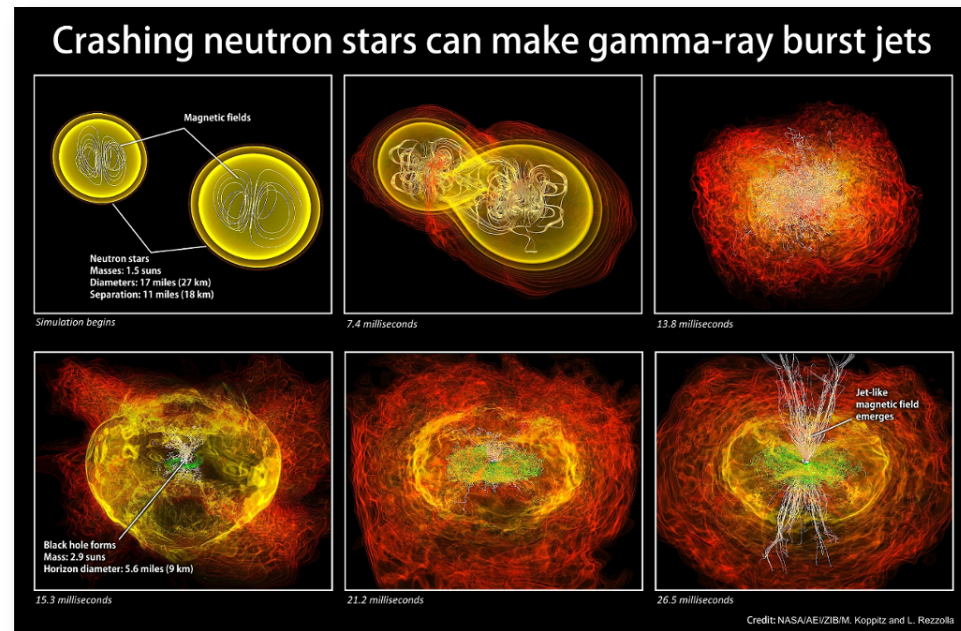 Crashing neutron stars can make gamma-ray burst jets
Magnetic fields
Neutron stars
Masses: 1.5 suns
Diameters: 17 miles (27 km)
Separation: 11 miles (18 km)
Simulation begins
7.4 milliseconds
13.8 milliseconds
Black hole forms
Mass: 2.9 suns
Horizon diameter: 5.6 miles (9 km)
15.3 milliseconds
21.2 milliseconds
Jet-like
magnetic field
emerges
26.5 milliseconds
Credit: NASA/AEI/ZIB/M. Koppitz and L. Rezzolla